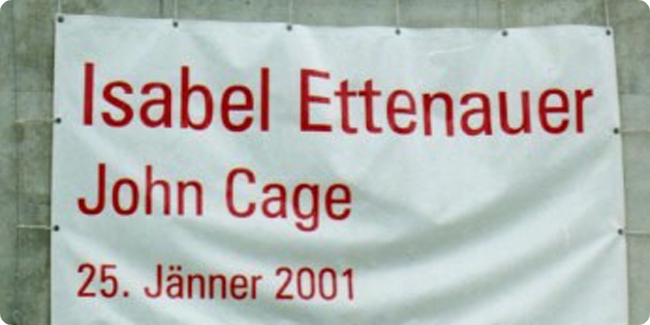 Isabel Ettenauer
John Cage
25. Jänner 2001